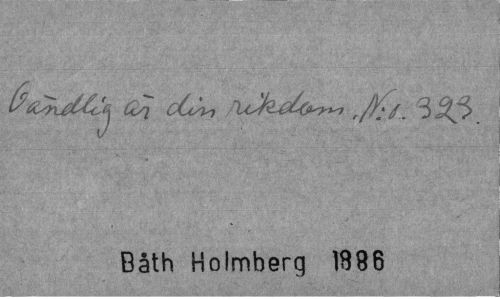 Oändlig är din rikdom. N:o. 323.
Båth Holmberg 1886